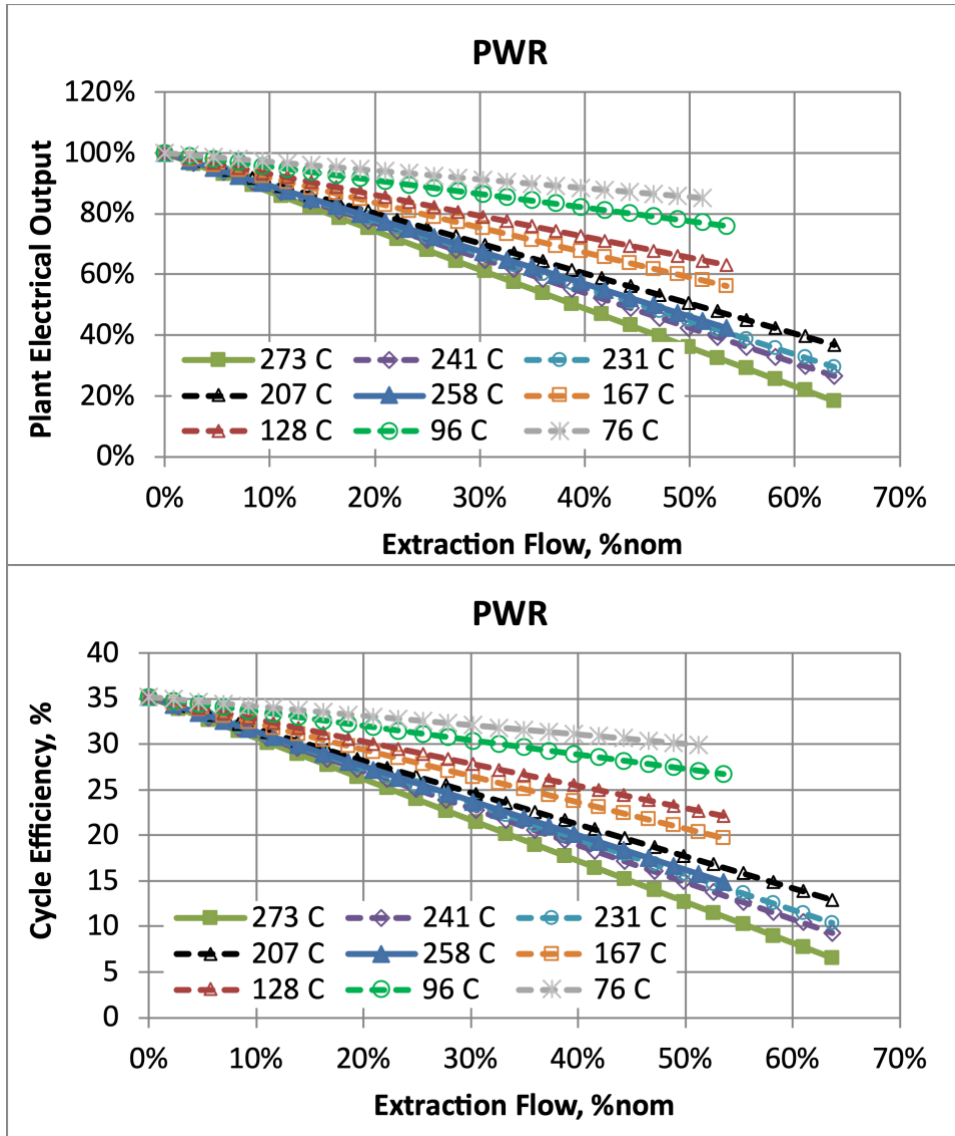 PWR
120%
100%
80%
60%
40%
20%
0%
Plant Electrical Output
273 C 241 C 231 C
207 C 258 C 167 C
128 C 96 C 76 C
0% 10% 20% 30% 40% 50% 60% 70%
Extraction Flow, %nom
PWR
40
35
30
25
20
15
10
5
0
Cycle Efficiency, %
273 C 241 C 231 C
207 C 258 C 167 C
128 C 96 C 76 C
0% 10% 20% 30% 40% 50% 60% 70%
Extraction Flow, %nom